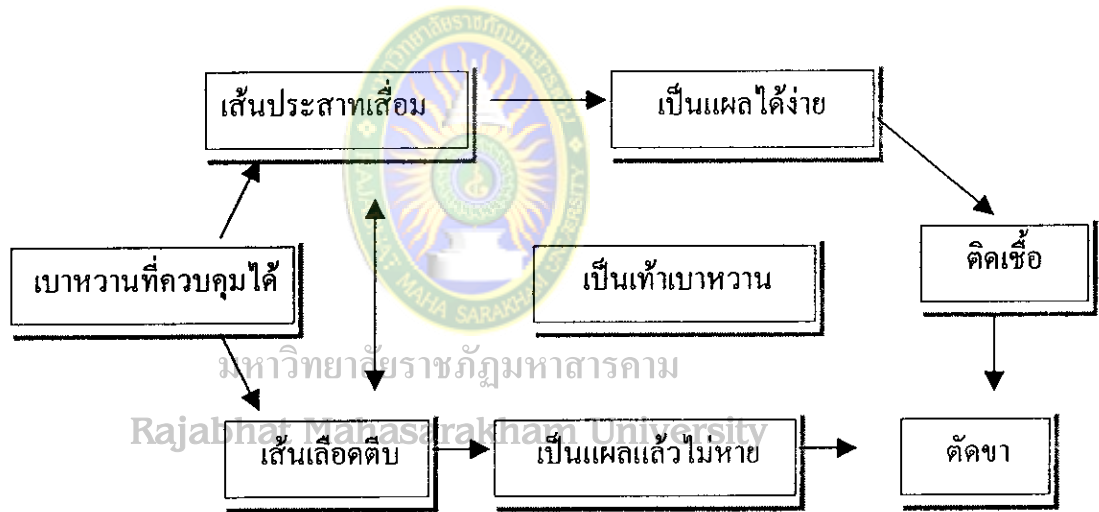 เส้นประสาทเสื่อม
เป็นแผลได้ง่าย
เบาหวานที่ควบคุมได้
เป็นเท้าเบาหวาน
ติดเชื้อ
มหาวิทยาลัยราชภัฏมหาสารคาม
Rajabhat Mahasarakham University
เส้นเลือดตีบ
เป็นแผลแล้วไม่หาย
ตัดขา